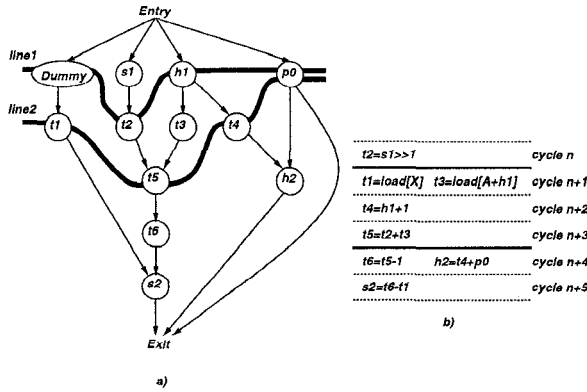 Entry
line1
Dummy
s1
h1
p0
line2
t1
t2
t3
t4
t5
h2
t6
s2
Exit
a)
t2=s1>>1 cycle n
t1=load[X] t3=load[A+h1] cycle n+1
t4=h1+1 cycle n+2
t5=t2+t3 cycle n+3
t6=t5-1 h2=t4+p0 cycle n+4
s2=t6-t1 cycle n+5
b)